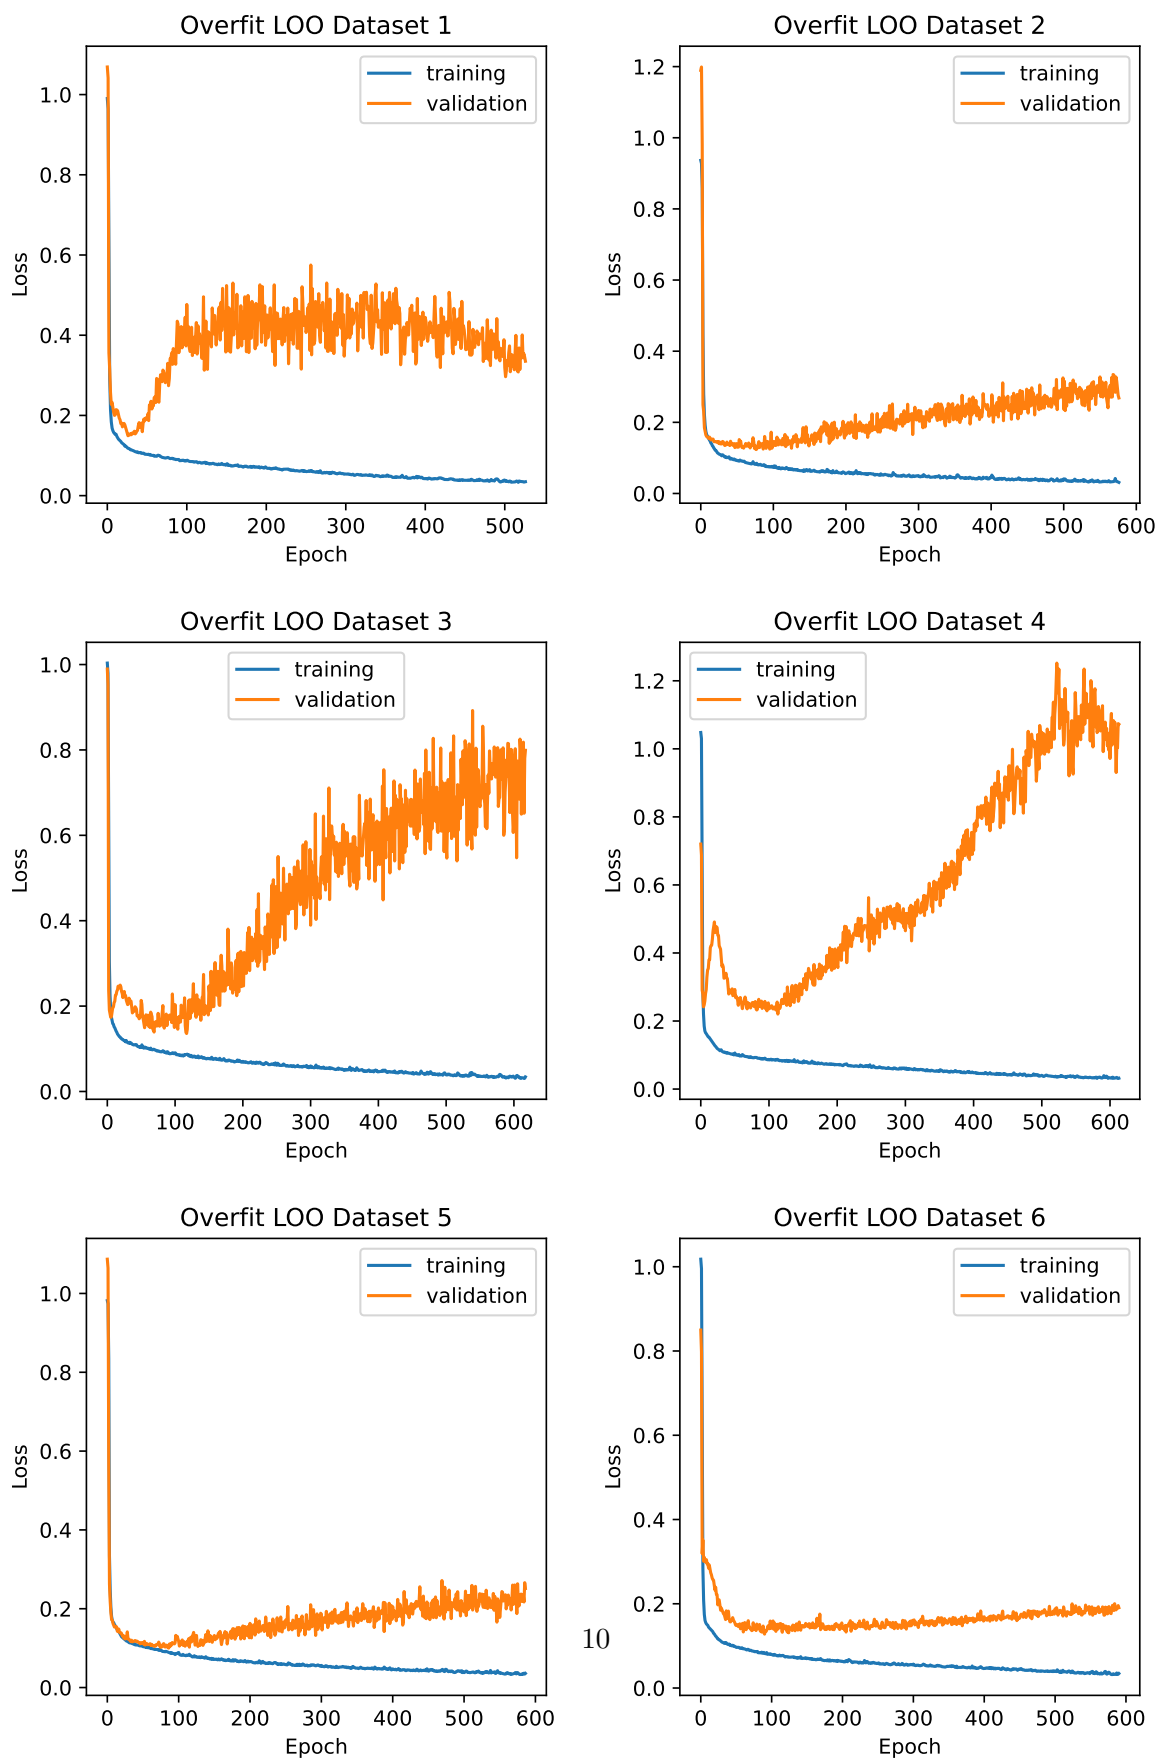 Overfit LOO Dataset 1
training
validation
1.0
0.8
0.6
0.4
0.2
0.0
Loss
0 100 200 300 400 500
Epoch
Overfit LOO Dataset 2
training
validation
1.2
1.0
0.8
0.6
0.4
0.2
0.0
Loss
0 100 200 300 400 500 600
Epoch
Overfit LOO Dataset 3
training
validation
1.0
0.8
0.6
0.4
0.2
0.0
Loss
0 100 200 300 400 500 600
Epoch
Overfit LOO Dataset 4
training
validation
1.2
1.0
0.8
0.6
0.4
0.2
0.0
Loss
0 100 200 300 400 500 600
Epoch
Overfit LOO Dataset 5
training
validation
1.0
0.8
0.6
0.4
0.2
0.0
Loss
0 100 200 300 400 500 600
Epoch
Overfit LOO Dataset 6
training
validation
1.0
0.8
0.6
0.4
0.2
0.0
Loss
0 100 200 300 400 500 600
Epoch
10